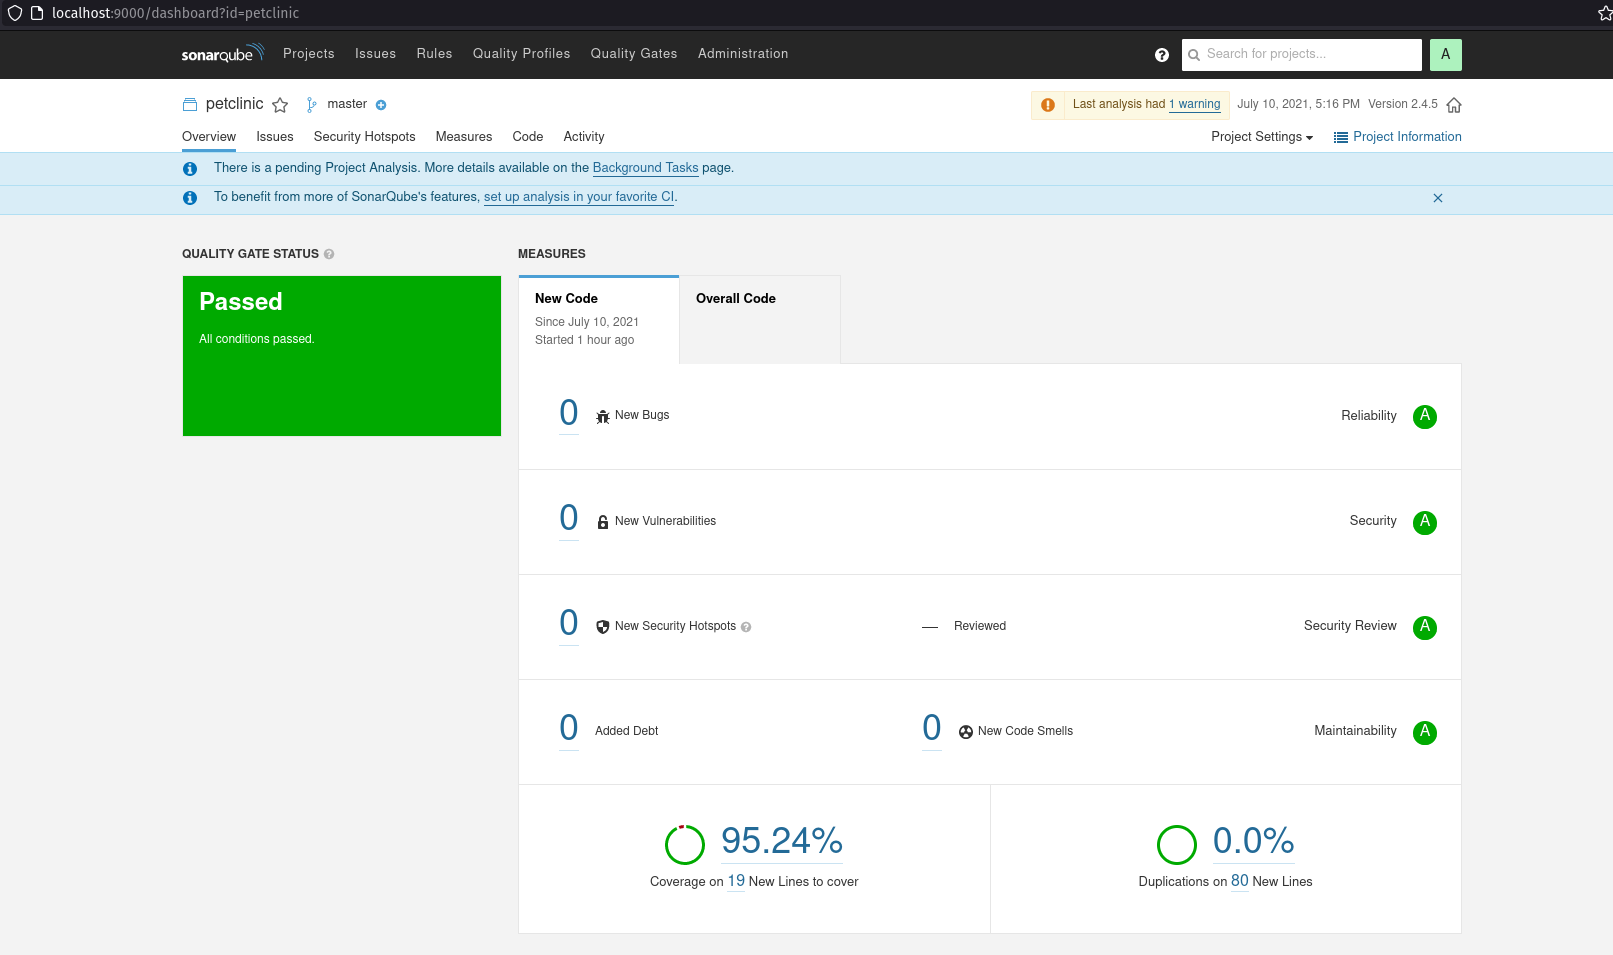 localhost:9000/dashboard?id=petclinic
sonarqube Projects Issues Rules Quality Profiles Quality Gates Administration ? Search for projects... A
petclinic master Last analysis had 1 warning July 10, 2021, 5:16 PM Version 2.4.5
Overview Issues Security Hotspots Measures Code Activity Project Settings Project Information
There is a pending Project Analysis. More details available on the Background Tasks page.
To benefit from more of SonarQube's features, set up analysis in your favorite CI.
QUALITY GATE STATUS ?
Passed
All conditions passed.
MEASURES
New Code
Since July 10, 2021
Started 1 hour ago
Overall Code
0 New Bugs Reliability A
0 New Vulnerabilities Security A
0 New Security Hotspots ? — Reviewed Security Review A
0 Added Debt 0 New Code Smells Maintainability A
95.24%
Coverage on 19 New Lines to cover
0.0%
Duplications on 80 New Lines